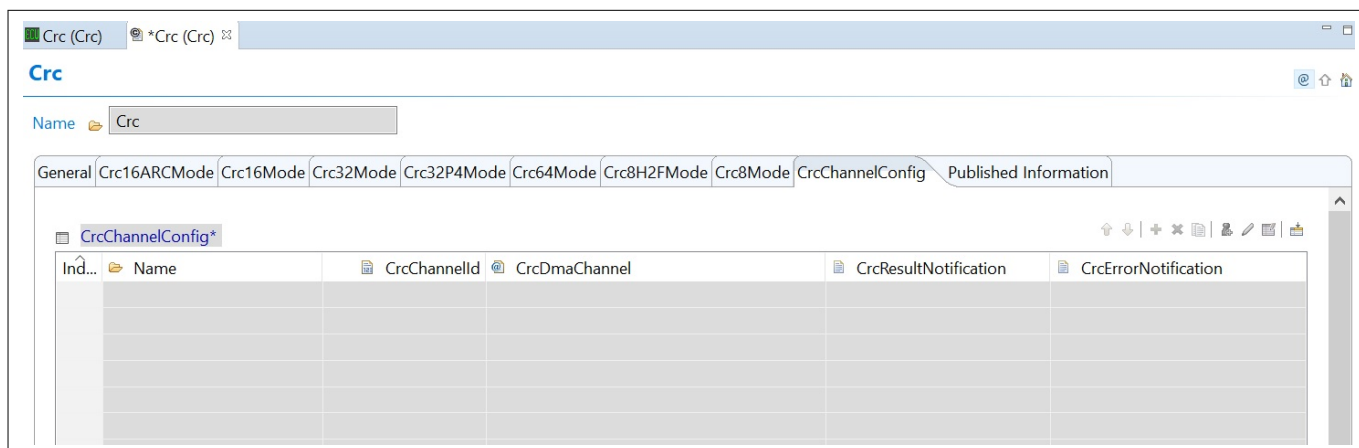 Crc (Crc) *Crc (Crc)
Crc
Name Crc
General Crc16ARCMode Crc16Mode Crc32Mode Crc32P4Mode Crc64Mode Crc8H2FMode Crc8Mode CrcChannelConfig Published Information
CrcChannelConfig*
Ind... Name CrcChannelId CrcDmaChannel CrcResultNotification CrcErrorNotification